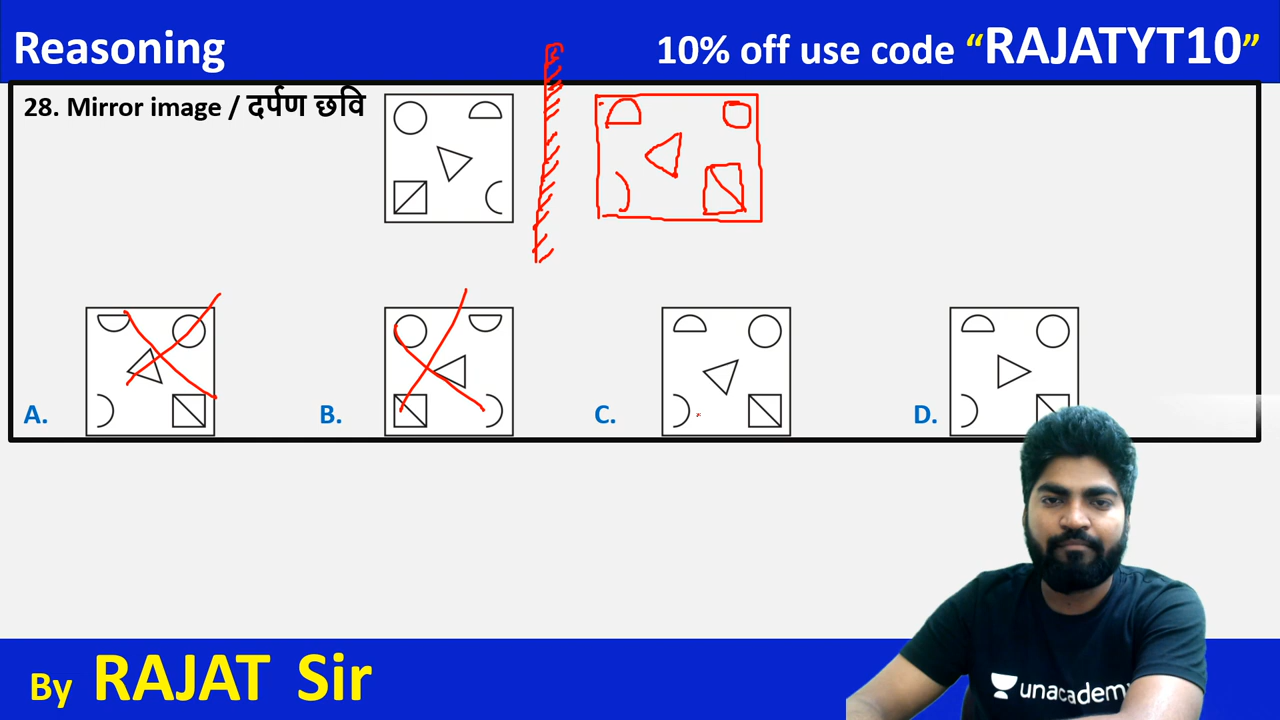 Reasoning
10% off use code “RAJATYT10”
28. Mirror image / दर्पण छवि
A.
B.
C.
D.
unacademy
By RAJAT Sir